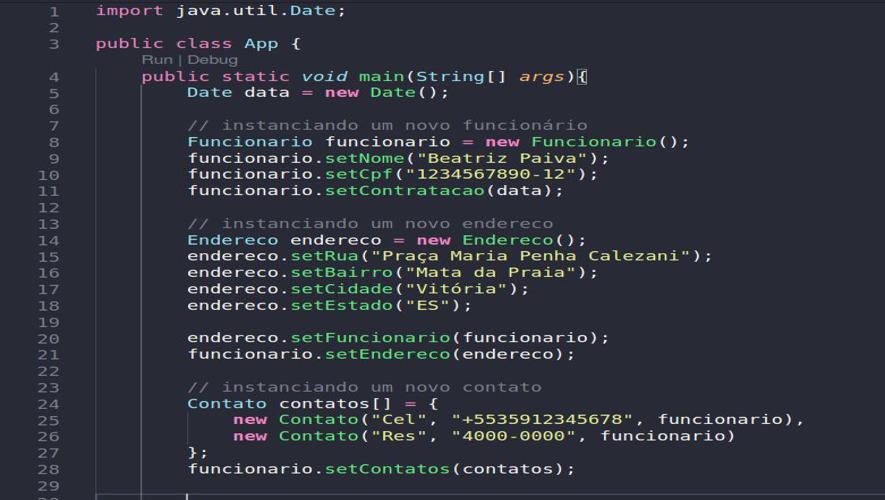 1 import java.util.Date;
2
3 public class App {
Run | Debug
4 public static void main(String[] args){
5 Date data = new Date();
6
7 // instanciando um novo funcionário
8 Funcionario funcionario = new Funcionario();
9 funcionario.setNome("Beatriz Paiva");
10 funcionario.setCpf("1234567890-12");
11 funcionario.setContratacao(data);
12
13 // instanciando um novo endereco
14 Endereco endereco = new Endereco();
15 endereco.setRua("Praça Maria Penha Calezani");
16 endereco.setBairro("Mata da Praia");
17 endereco.setCidade("Vitória");
18 endereco.setEstado("ES");
19
20 endereco.setFuncionario(funcionario);
21 funcionario.setEndereco(endereco);
22
23 // instanciando um novo contato
24 Contato contatos[] = {
25 new Contato("Cel", "+5535912345678", funcionario),
26 new Contato("Res", "4000-0000", funcionario)
27 };
28 funcionario.setContatos(contatos);
29